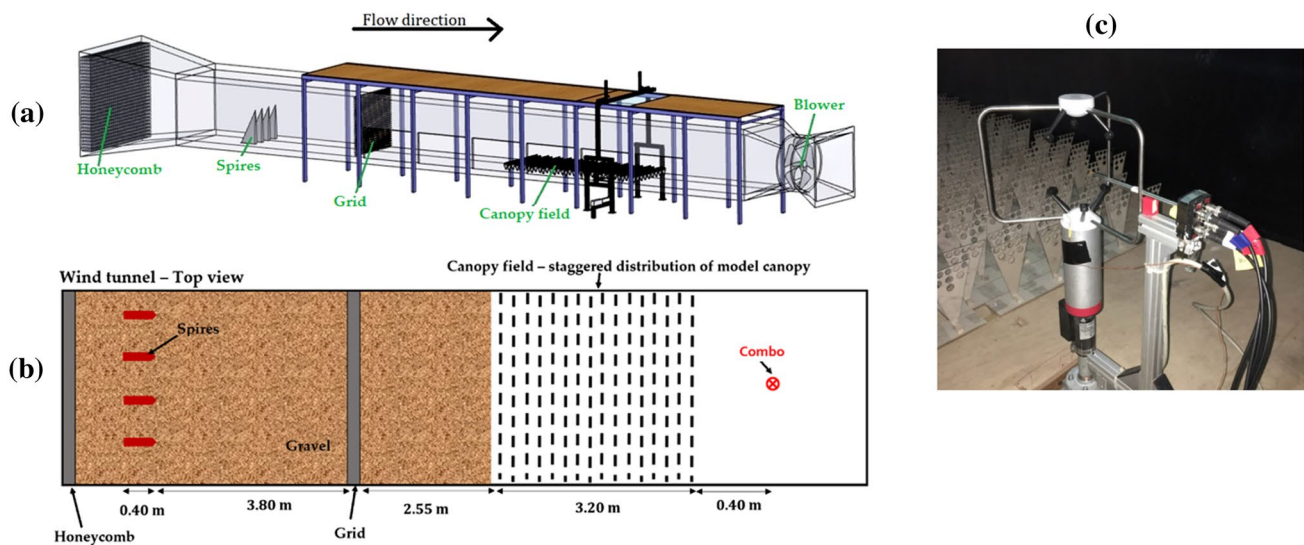 (a)
Flow direction
Honeycomb
Spires
Grid
Canopy field
Blower
(b)
Wind tunnel – Top view
Canopy field – staggered distribution of model canopy
Spires
Gravel
Combo
0.40 m
3.80 m
2.55 m
3.20 m
0.40 m
Honeycomb
Grid
(c)